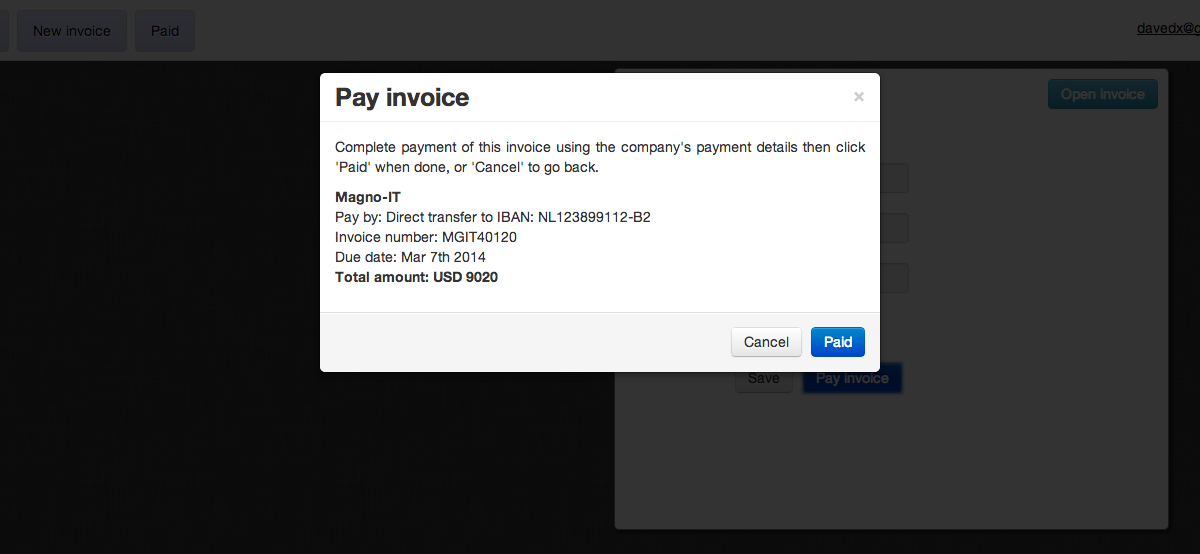 New invoice
Paid
davedx@g
Pay invoice
×
Open invoice
Complete payment of this invoice using the company's payment details then click
'Paid' when done, or 'Cancel' to go back.
Magno-IT
Pay by: Direct transfer to IBAN: NL123899112-B2
Invoice number: MGIT40120
Due date: Mar 7th 2014
Total amount: USD 9020
Cancel
Paid
Save
Pay invoice